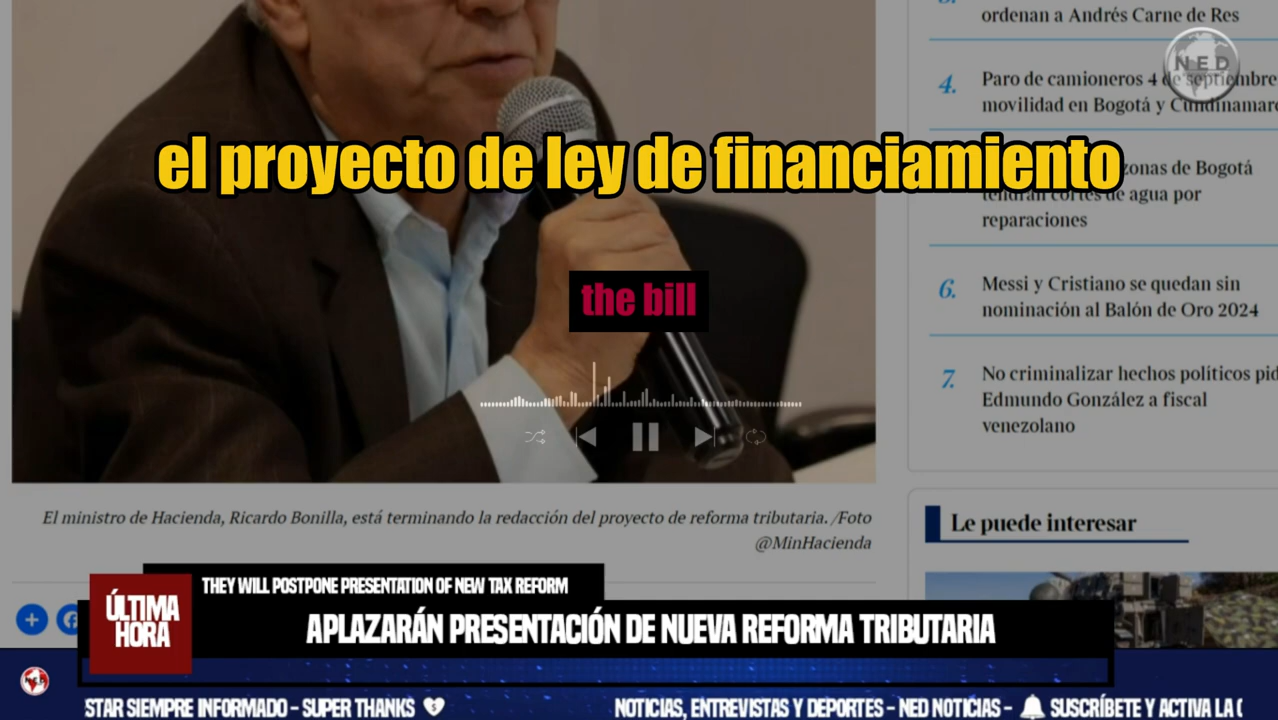 ordenan a Andrés Carne de Res
NED
4. Paro de camioneros 4 de septiembre
movilidad en Bogotá y
el proyecto de ley de financiamiento
zonas de Bogotá
tendrán cortes de agua por
reparaciones
the bill
6. Messi y Cristiano se quedan sin
nominación al Balón de Oro 2024
7. No criminalizar hechos políticos
Edmundo González a fiscal
venezolano
El ministro de Hacienda, Ricardo Bonilla, está terminando la redacción del proyecto de reforma tributaria. /Foto
@MinHacienda
Le puede interesar
THEY WILL POSTPONE PRESENTATION OF NEW TAX REFORM
ÚLTIMA
HORA
APLAZARÁN PRESENTACIÓN DE NUEVA REFORMA TRIBUTARIA
STAR SIEMPRE INFORMADO - SUPER THANKS
NOTICIAS, ENTREVISTAS Y DEPORTES - NED NOTICIAS -
SUSCRÍBETE Y ACTIVA LA